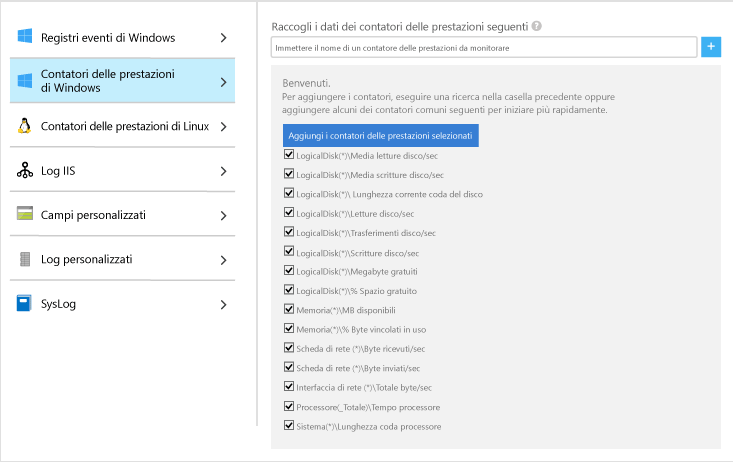 Registri eventi di Windows
Contatori delle prestazioni
di Windows
Contatori delle prestazioni di Linux
Log IIS
Campi personalizzati
Log personalizzati
SysLog
Raccogli i dati dei contatori delle prestazioni seguenti ?
Immettere il nome di un contatore delle prestazioni da monitorare
+
Benvenuti.
Per aggiungere i contatori, eseguire una ricerca nella casella precedente oppure
aggiungere alcuni dei contatori comuni seguenti per iniziare più rapidamente.
Aggiungi i contatori delle prestazioni selezionati
LogicalDisk(*)\Media letture disco/sec
LogicalDisk(*)\Media scritture disco/sec
LogicalDisk(*)\ Lunghezza corrente coda del disco
LogicalDisk(*)\Letture disco/sec
LogicalDisk(*)\Trasferimenti disco/sec
LogicalDisk(*)\Scritture disco/sec
LogicalDisk(*)\Megabyte gratuiti
LogicalDisk(*)\% Spazio gratuito
Memoria(*)\MB disponibili
Memoria(*)\% Byte vincolati in uso
Scheda di rete (*)\Byte ricevuti/sec
Scheda di rete (*)\Byte inviati/sec
Interfaccia di rete (*)\Totale byte/sec
Processore(_Totale)\Tempo processore
Sistema(*)\Lunghezza coda processore